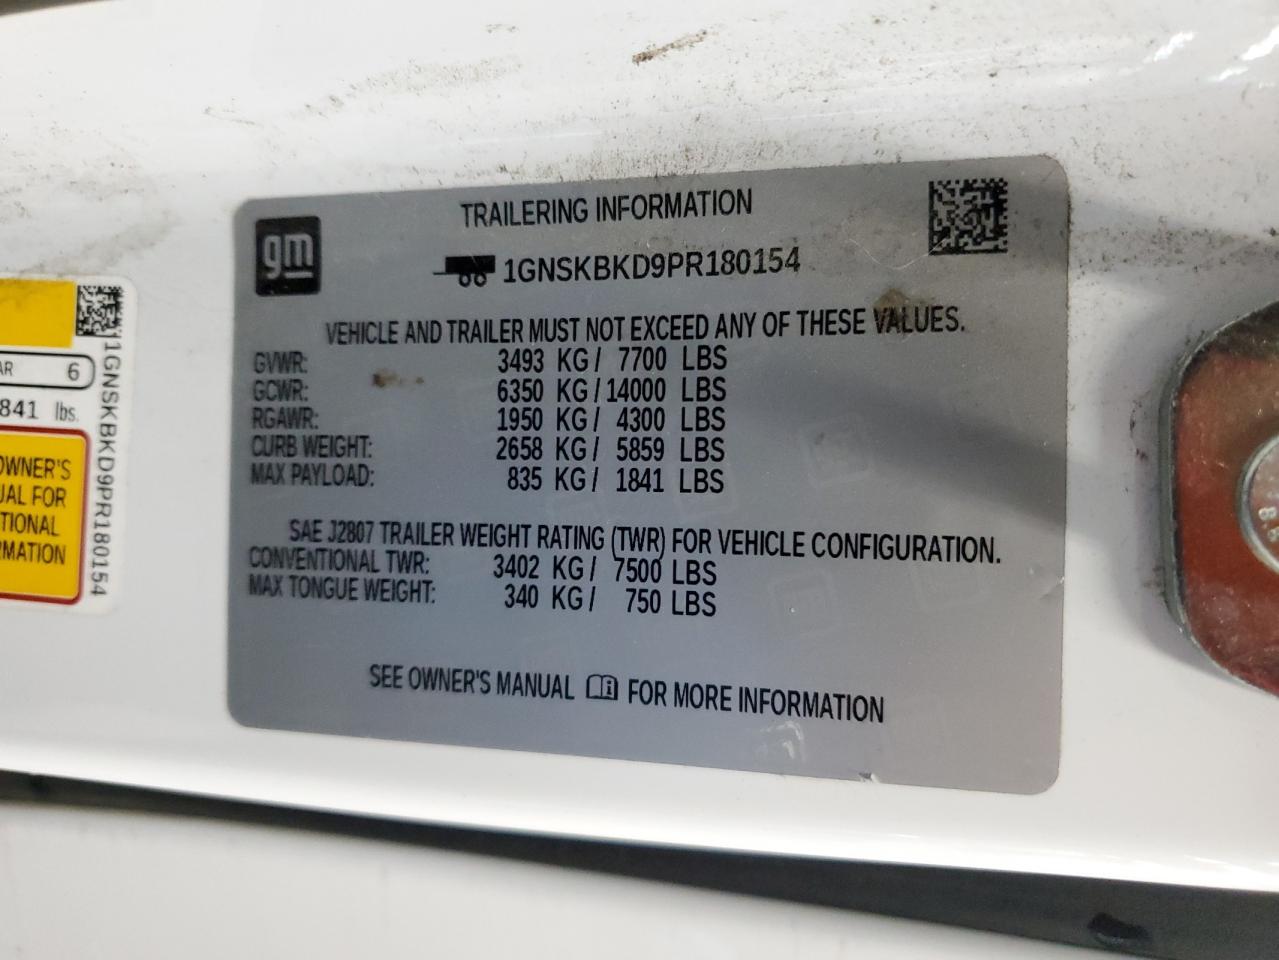 gm
TRAILERING INFORMATION
1GNSKBKD9PR180154
VEHICLE AND TRAILER MUST NOT EXCEED ANY OF THESE VALUES.
GVWR: 3493 KG/ 7700 LBS
GCWR: 6350 KG/14000 LBS
RGAWR: 1950 KG/ 4300 LBS
CURB WEIGHT: 2658 KG/ 5859 LBS
MAX PAYLOAD: 835 KG/ 1841 LBS
SAE J2807 TRAILER WEIGHT RATING (TWR) FOR VEHICLE CONFIGURATION.
CONVENTIONAL TWR: 3402 KG/ 7500 LBS
MAX TONGUE WEIGHT: 340 KG/ 750 LBS
SEE OWNER'S MANUAL FOR MORE INFORMATION
AR 6
841 lbs.
OWNER'S
UAL FOR
TIONAL
RMATION
1GNSKBKD9PR180154
8.8